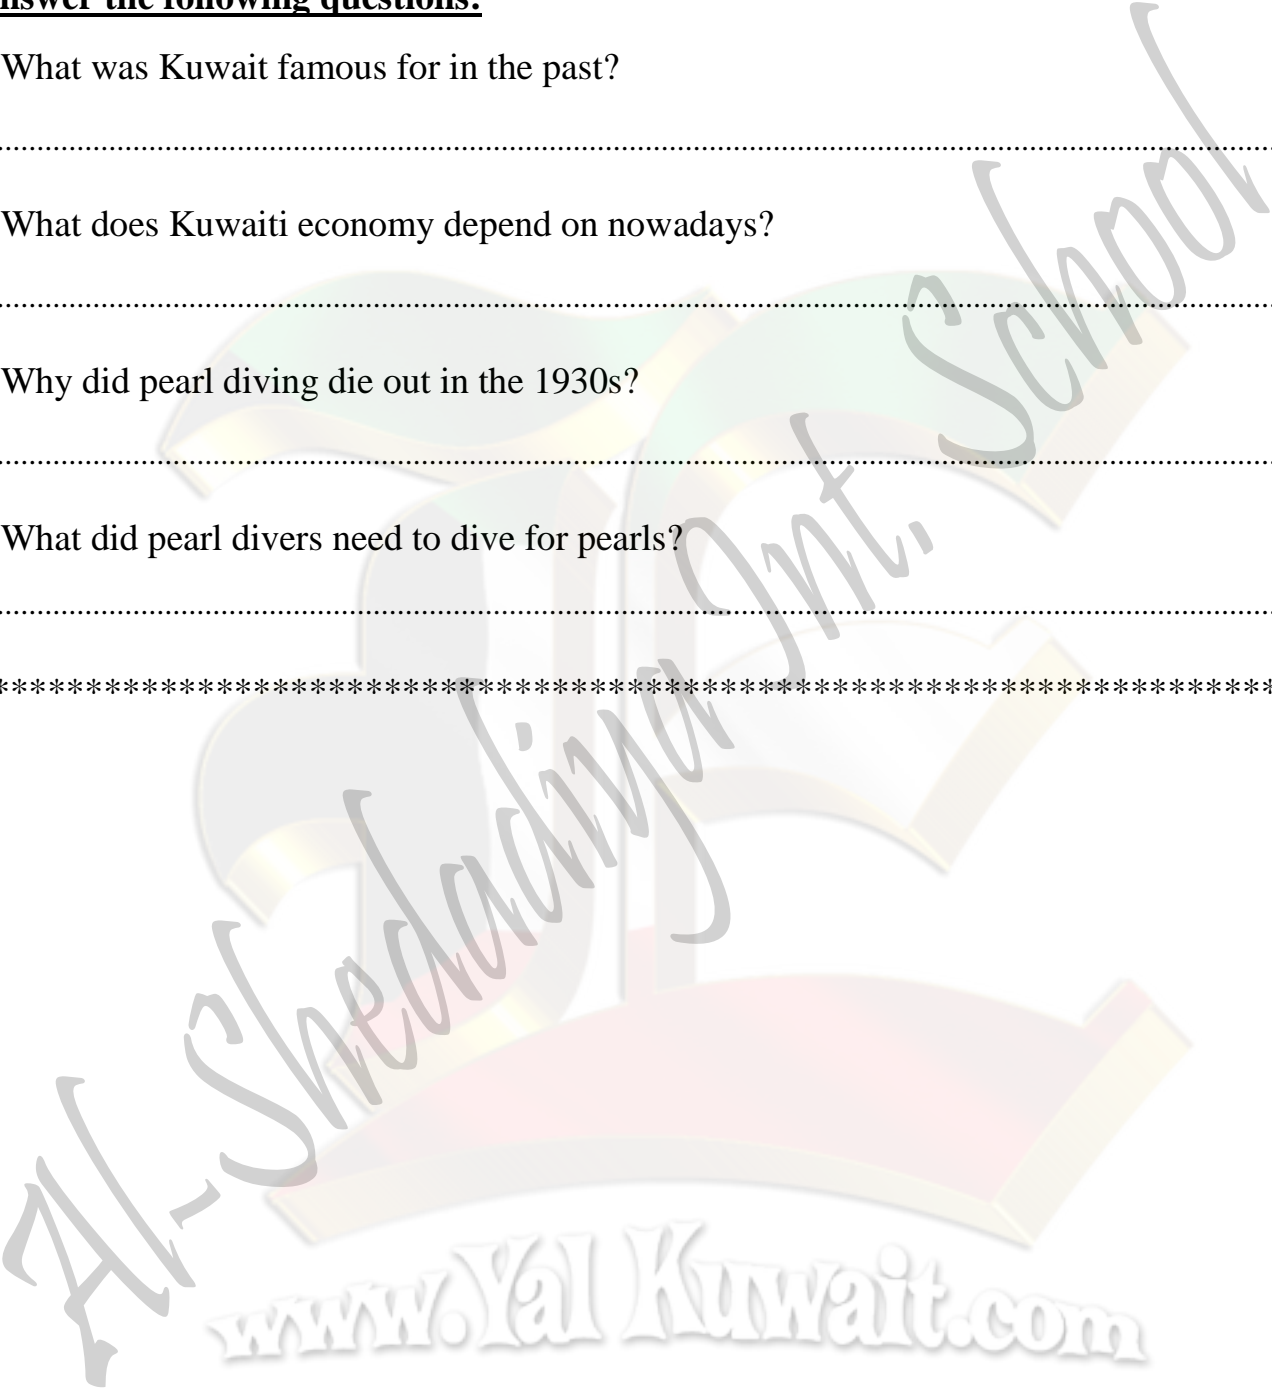 nswer the following questions:
What was Kuwait famous for in the past?
................................................................................................................................
What does Kuwaiti economy depend on nowadays?
................................................................................................................................
Why did pearl diving die out in the 1930s?
................................................................................................................................
What did pearl divers need to dive for pearls?
................................................................................................................................
**********************************************************************
Al-Shedadiya Int. School
www.Yal Kuwait.com